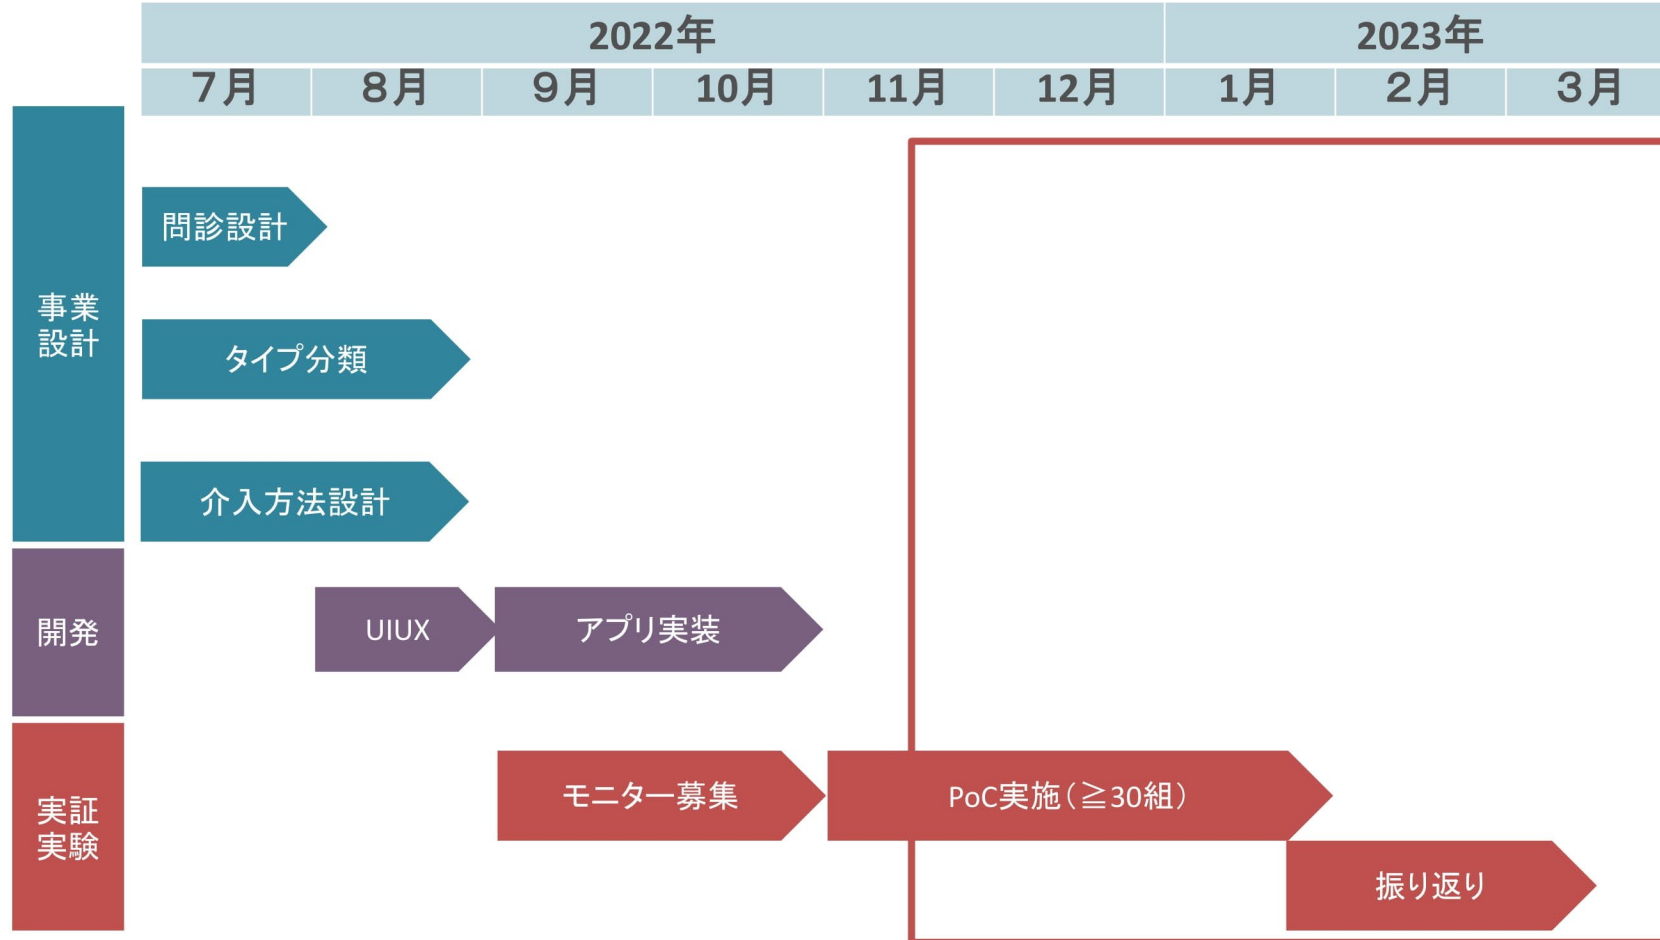 2022年
2023年
７月
８月
９月
10月
11月
12月
1月
２月
３月
事業
設計
問診設計
タイプ分類
介入方法設計
開発
UIUX
アプリ実装
実証
実験
モニター募集
PoC実施（≧30組）
振り返り